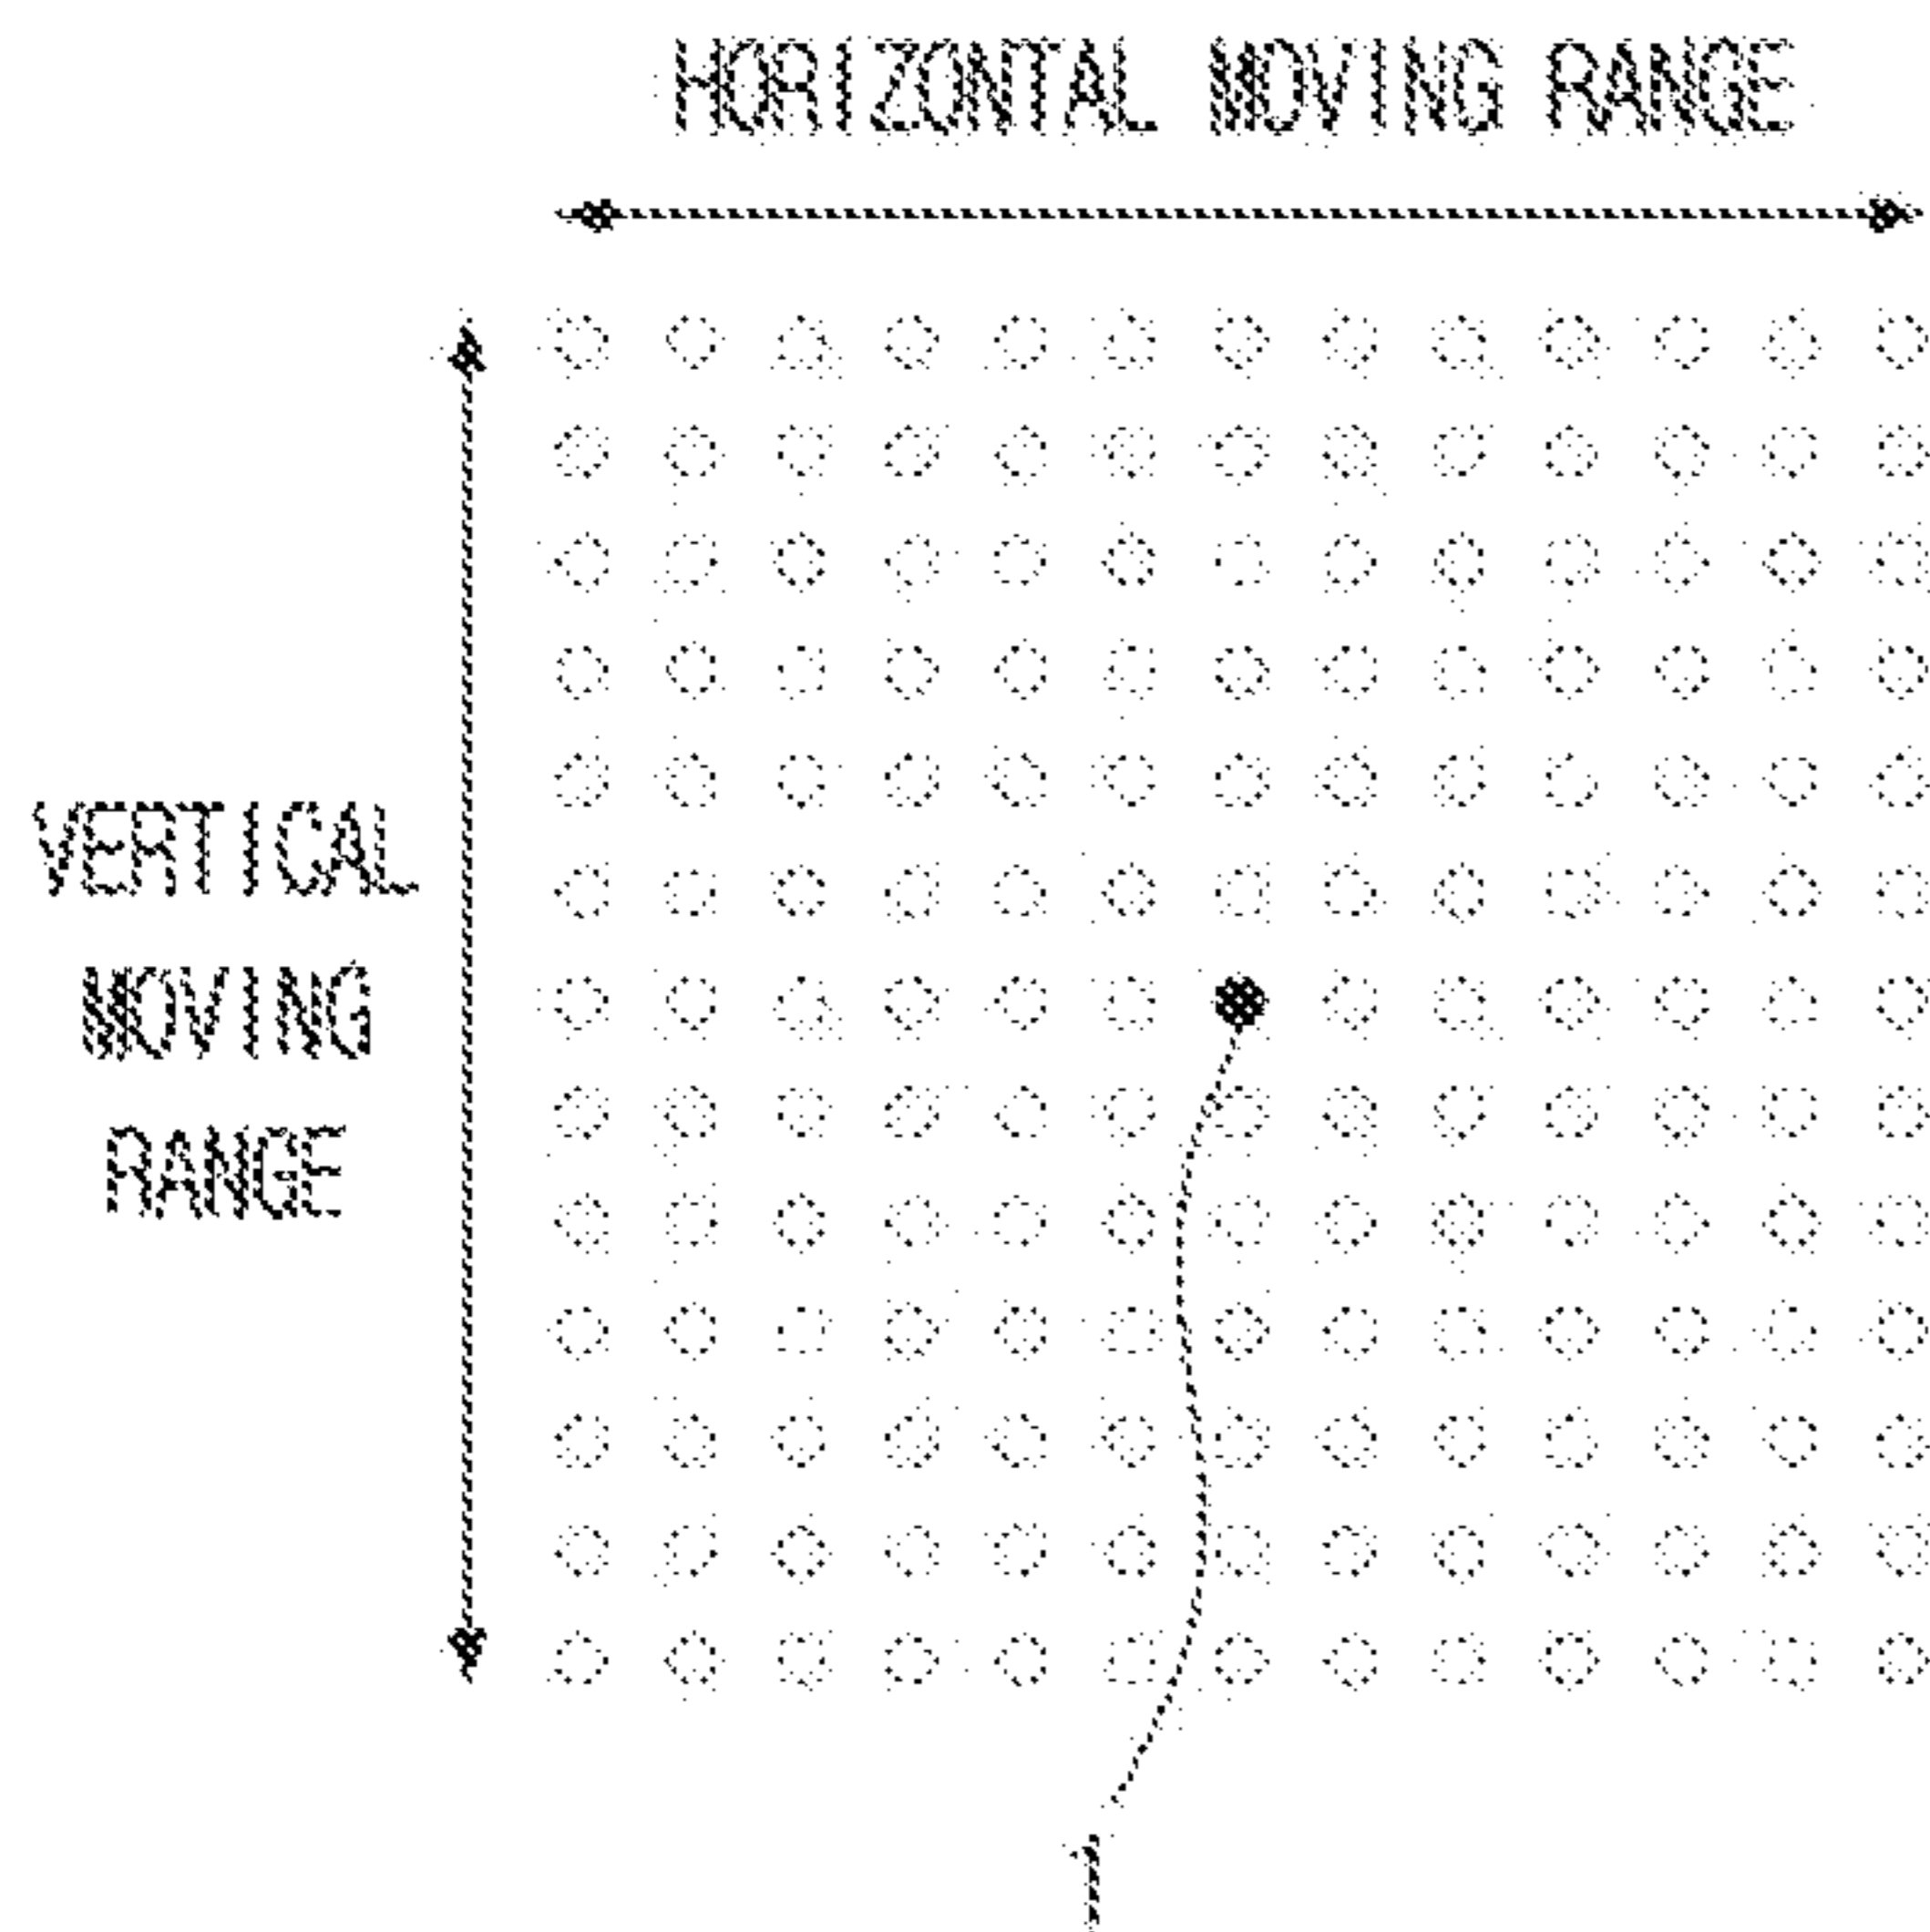 HORIZONTAL MOVING RANGE
VERTICAL
MOVING
RANGE
1